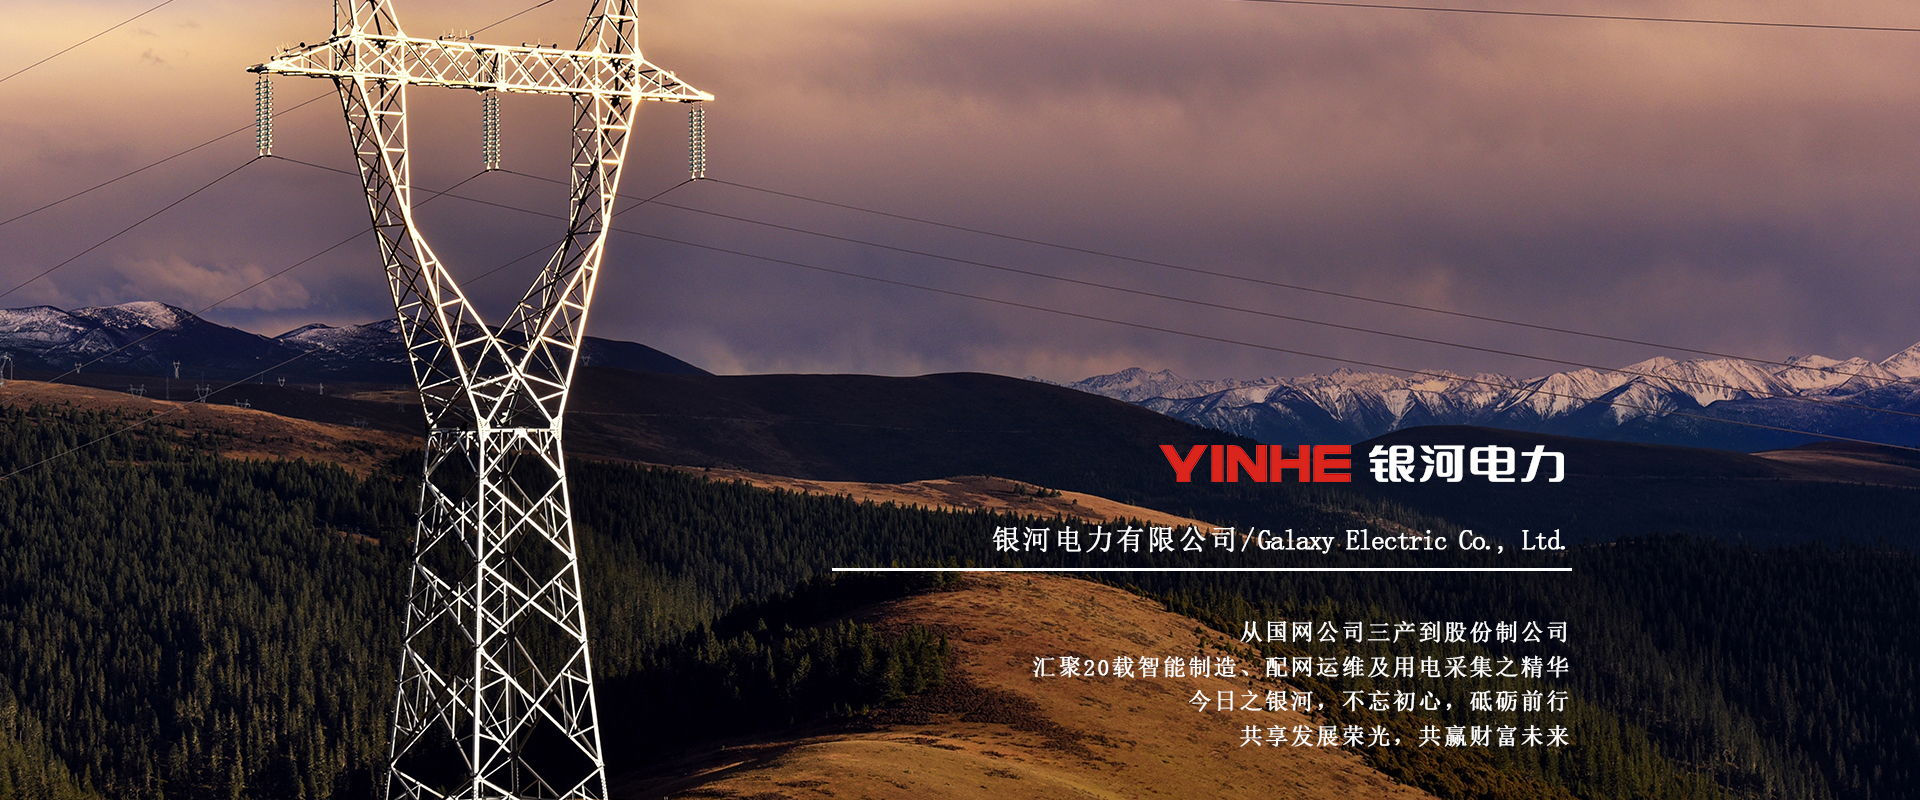 YINHE 银河电力
银河电力有限公司/Galaxy Electric Co., Ltd.
从国网公司三产到股份制公司
汇聚20载智能制造、配网运维及用电采集之精华
今日之银河，不忘初心，砥砺前行
共享发展荣光，共赢财富未来